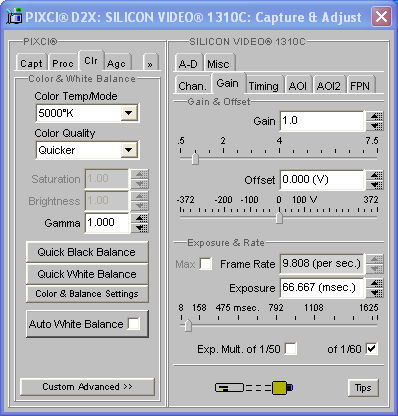 PIXCI® D2X: SILICON VIDEO® 1310C: Capture & Adjust
PIXCI®
Capt Proc Clr Agc »
Color & White Balance
Color Temp/Mode
5000°K
Color Quality
Quicker
Saturation 1.00
Brightness 1.00
Gamma 1.000
Quick Black Balance
Quick White Balance
Color & Balance Settings
Auto White Balance
Custom Advanced >>
SILICON VIDEO® 1310C
A-D Misc
Chan. Gain Timing AOI AOI2 FPN
Gain & Offset
Gain 1.0
.5 2 4 7.5
Offset 0.000 (V)
-372 -200 -100 0 100 200 372
Exposure & Rate
Max Frame Rate 9.808 (per sec.)
Exposure 66.667 (msec.)
8 158 475 msec. 792 1108 1625
Exp. Mult. of 1/50 of 1/60
Tips